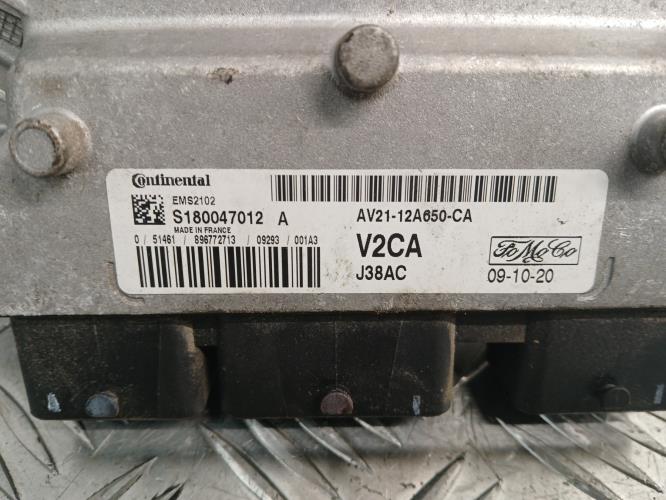 Continental
EMS2102
S180047012 A
MADE IN FRANCE
0 / 51461 / 896772713 / 09293 / 001A3
AV21-12A650-CA
V2CA
J38AC
FoMoCo
09-10-20